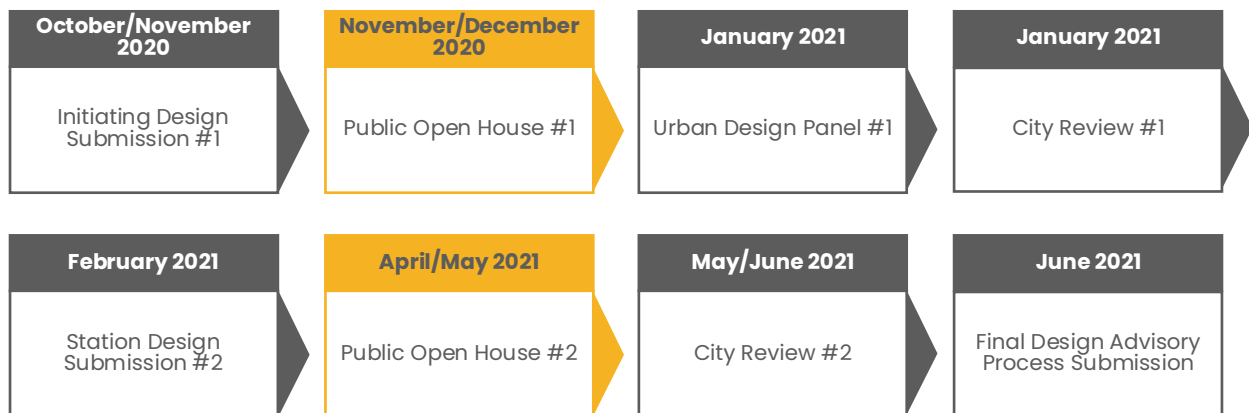 October/November
2020
Initiating Design
Submission #1
November/December
2020
Public Open House #1
January 2021
Urban Design Panel #1
January 2021
City Review #1
February 2021
Station Design
Submission #2
April/May 2021
Public Open House #2
May/June 2021
City Review #2
June 2021
Final Design Advisory
Process Submission